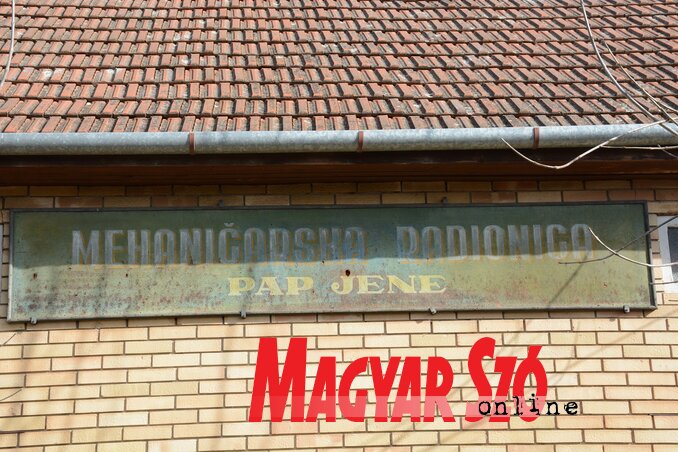 MEHANIČARSKA RADIONICA
PAP JENE
MAGYAR SZÓ
online